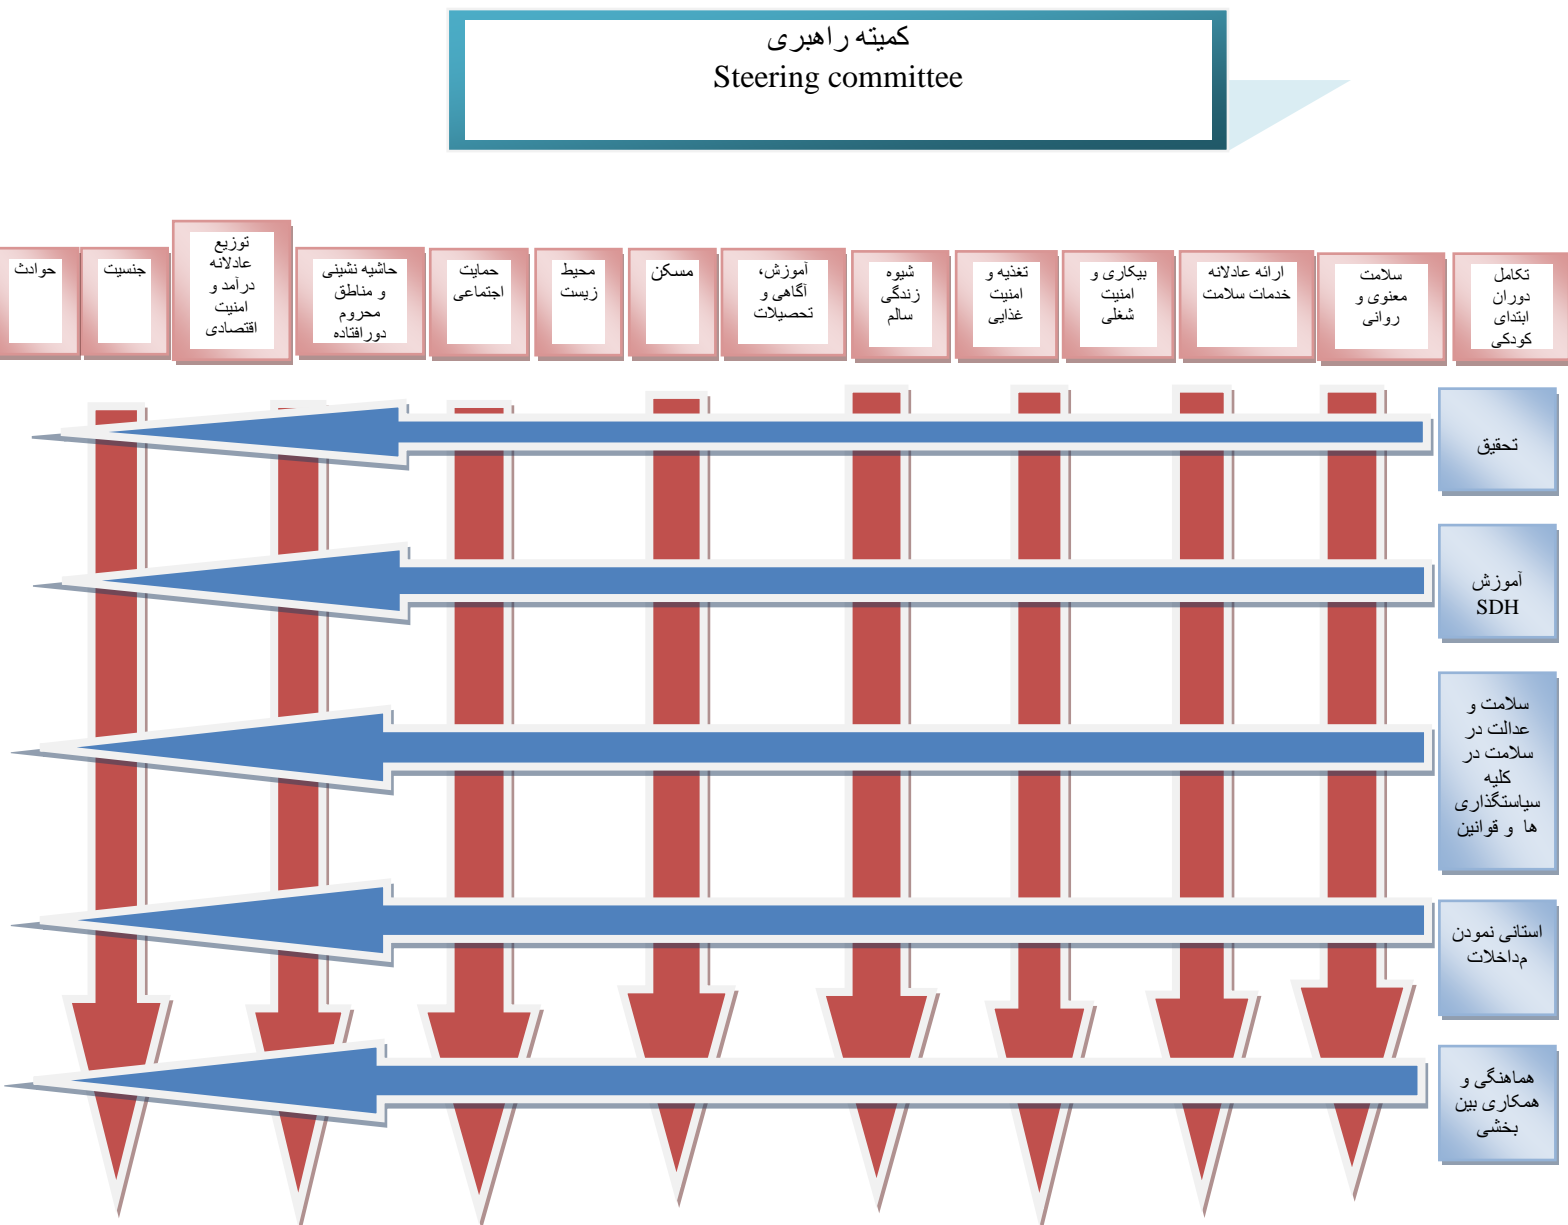 کمیته راهبری
Steering committee
تکامل
دوران
ابتدای
کودکی
سلامت
معنوی و
روانی
ارائه عادلانه
خدمات سلامت
بیکاری و
امنیت
شغلی
تغذیه و
امنیت
غذایی
شیوه
زندگی
سالم
آموزش،
آگاهی و
تحصیلات
مسکن
محیط
زیست
حمایت
اجتماعی
حاشیه نشینی
و مناطق
محروم
دورافتاده
توزیع
عادلانه
درآمد و
امنیت
اقتصادی
جنسیت
حوادث
تحقیق
آموزش
SDH
سلامت و
عدالت در
سلامت در
کلیه
سیاستگذاری
ها و قوانین
استانی نمودن
مداخلات
هماهنگی و
همکاری بین
بخشی